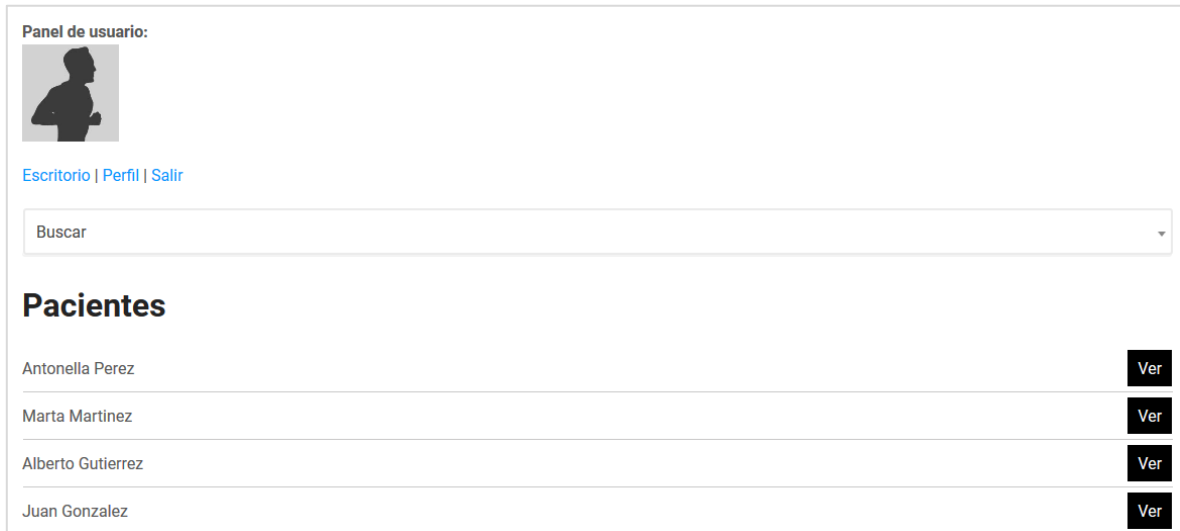 Panel de usuario:
Escritorio | Perfil | Salir
Buscar
Pacientes
Antonella Perez Ver
Marta Martinez Ver
Alberto Gutierrez Ver
Juan Gonzalez Ver